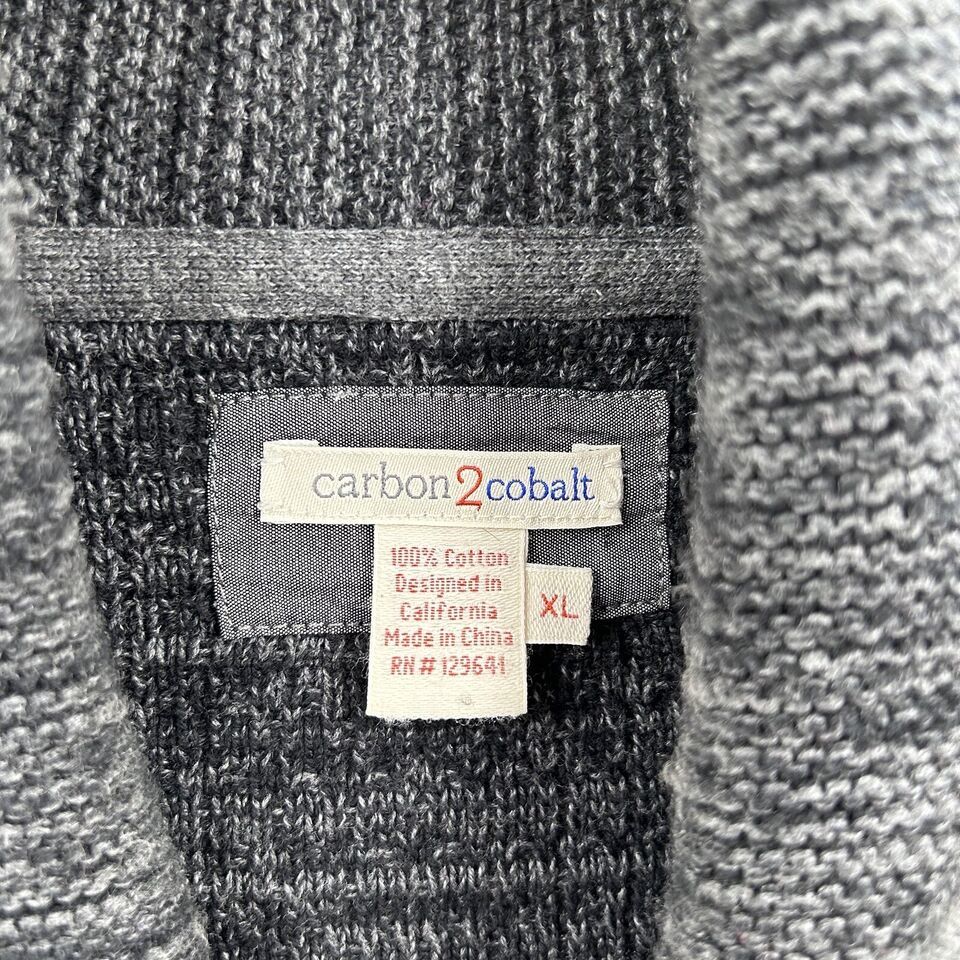 carbon2cobalt
100% Cotton
Designed in
California
Made in China
RN # 129641
XL